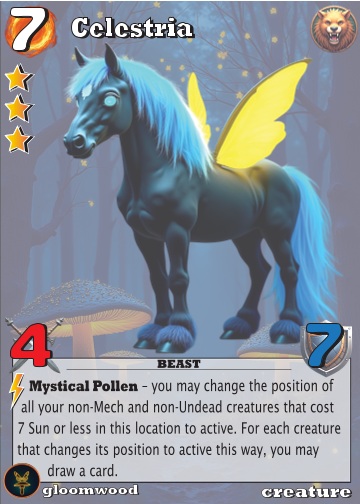 7 Celestria
4
7
BEAST
Mystical Pollen – you may change the position of
all your non-Mech and non-Undead creatures that cost
7 Sun or less in this location to active. For each creature
that changes its position to active this way, you may
draw a card.
gloomwood creature